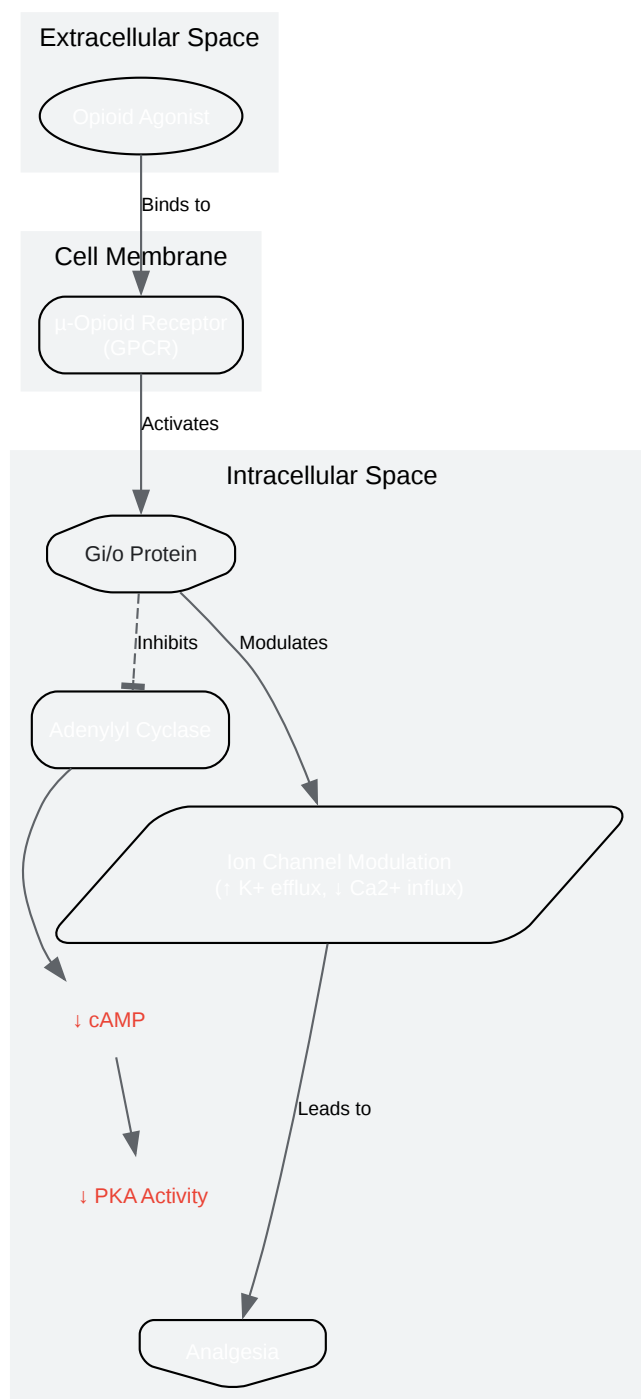 Extracellular Space
Opioid Agonist
Binds to
Cell Membrane
µ-Opioid Receptor
(GPCR)
Activates
Intracellular Space
Gi/o Protein
Inhibits
Modulates
Adenylyl Cyclase
Ion Channel Modulation
(↑ K+ efflux, ↓ Ca2+ influx)
↓ cAMP
Leads to
↓ PKA Activity
Analgesia